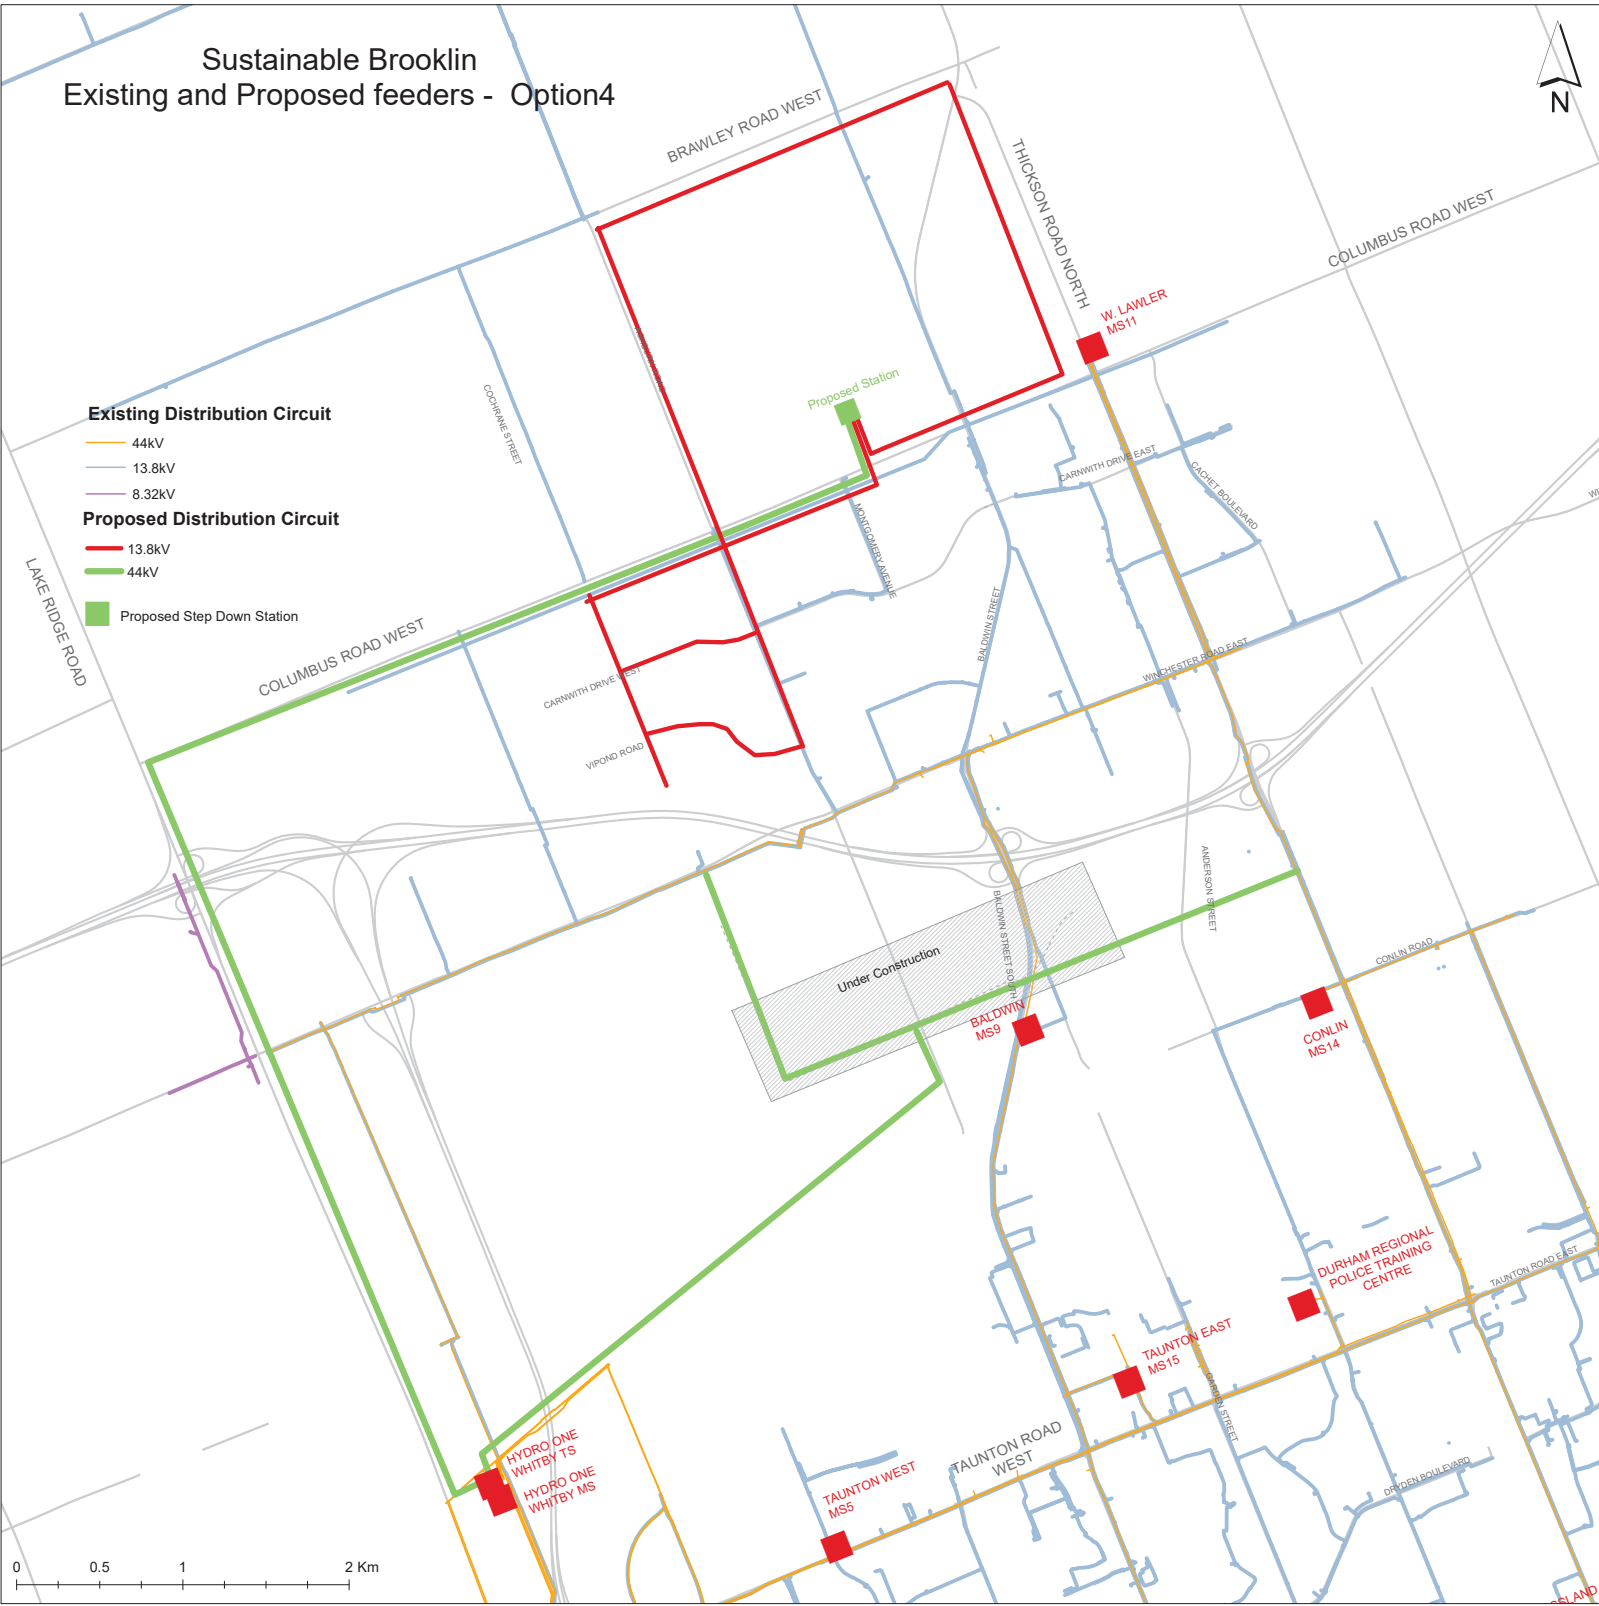 Sustainable Brooklin
Existing and Proposed feeders - Option4
N
BRAWLEY ROAD WEST
THICKSON ROAD NORTH
COLUMBUS ROAD WEST
W. LAWLER
MS11
Proposed Station
COCHRANE STREET
Existing Distribution Circuit
44kV
13.8kV
8.32kV
Proposed Distribution Circuit
13.8kV
44kV
Proposed Step Down Station
CARNWITH DRIVE EAST
CACHET BOULEVARD
MONTGOMERY AVENUE
LAKE RIDGE ROAD
COLUMBUS ROAD WEST
BALDWIN STREET
CARNWITH DRIVE WEST
WINCHESTER ROAD EAST
VIPOND ROAD
ANDERSON STREET
BALDWIN STREET SOUTH
Under Construction
CONLIN ROAD
BALDWIN
MS9
CONLIN
MS14
DURHAM REGIONAL
POLICE TRAINING
CENTRE
TAUNTON ROAD EAST
TAUNTON EAST
MS15
GARDEN STREET
HYDRO ONE
WHITBY TS
HYDRO ONE
WHITBY MS
TAUNTON WEST
MS5
TAUNTON ROAD
WEST
DRYDEN BOULEVARD
0 0.5 1 2 Km